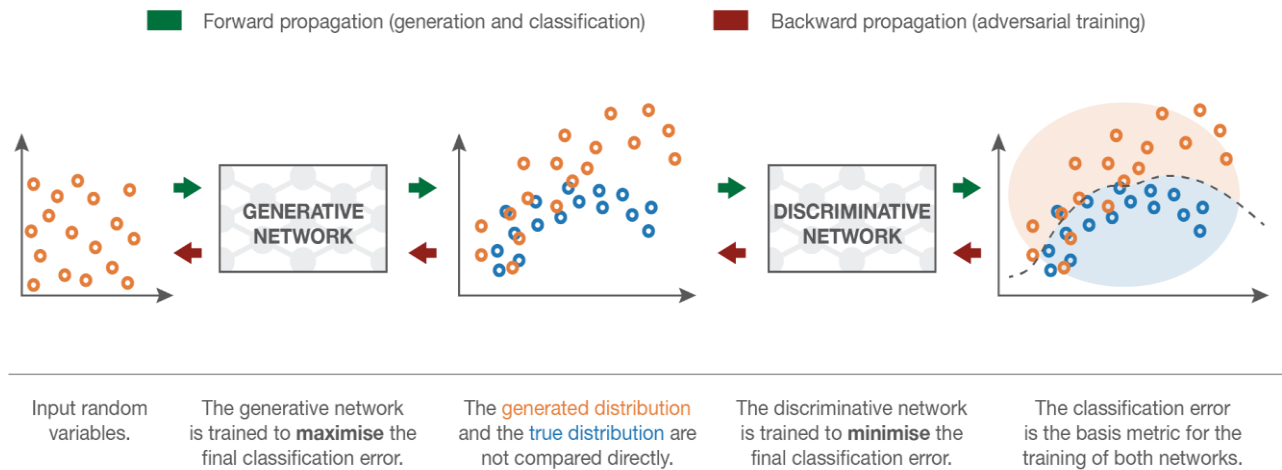 Forward propagation (generation and classification)
Backward propagation (adversarial training)
GENERATIVE
NETWORK
DISCRIMINATIVE
NETWORK
Input random
variables.
The generative network
is trained to maximise the
final classification error.
The generated distribution
and the true distribution are
not compared directly.
The discriminative network
is trained to minimise the
final classification error.
The classification error
is the basis metric for the
training of both networks.